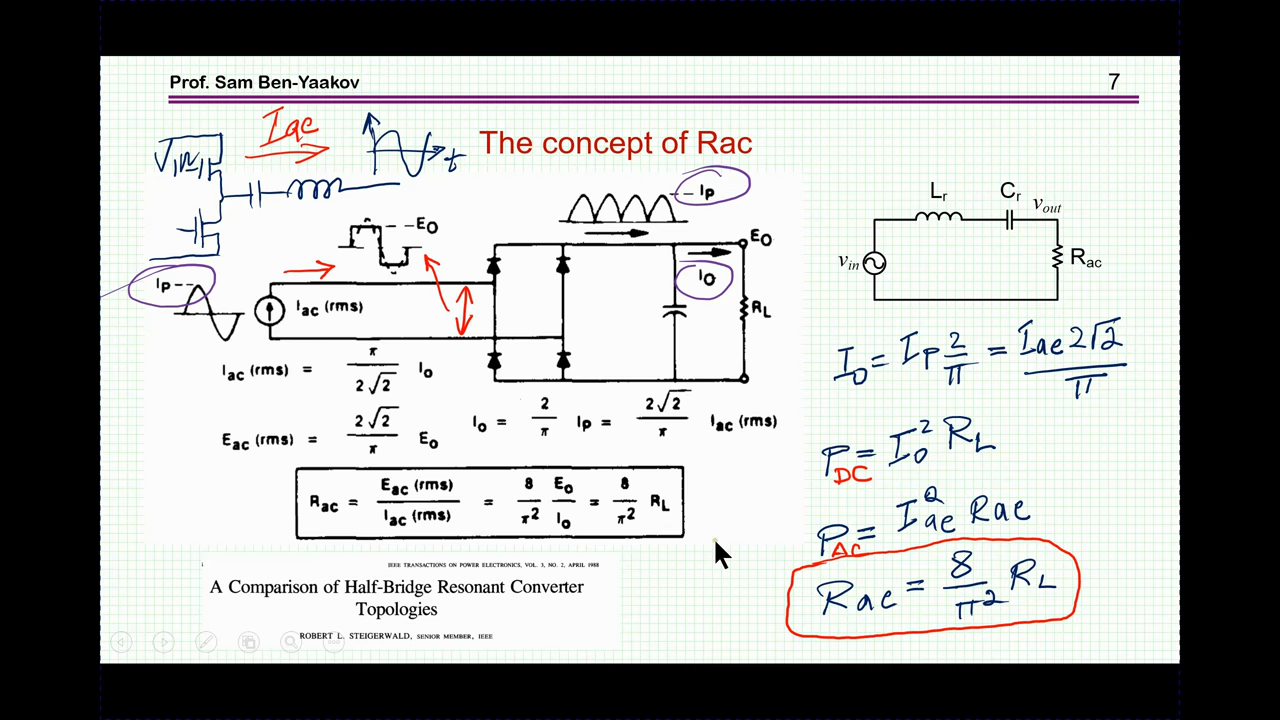 Prof. Sam Ben-Yaakov
7
Iac
t
The concept of Rac
Vin
Ip
Eo
Eo
Ip
Io
Iac (rms)
RL
Lr
Cr
vout
vin
Rac
Iac (rms) = π / 2√2 Io
Eac (rms) = 2√2 / π Eo
Io = 2/π Ip = 2√2 / π Iac (rms)
Rac = Eac (rms) / Iac (rms) = 8/π² Eo/Io = 8/π² RL
Io = Ip 2/π = Iac 2√2 / π
PDC = Io² RL
PAC = Iac² Rac
Rac = 8/π² RL
IEEE TRANSACTIONS ON POWER ELECTRONICS, VOL. 3, NO. 2, APRIL 1988
A Comparison of Half-Bridge Resonant Converter
Topologies
ROBERT L. STEIGERWALD, SENIOR MEMBER, IEEE